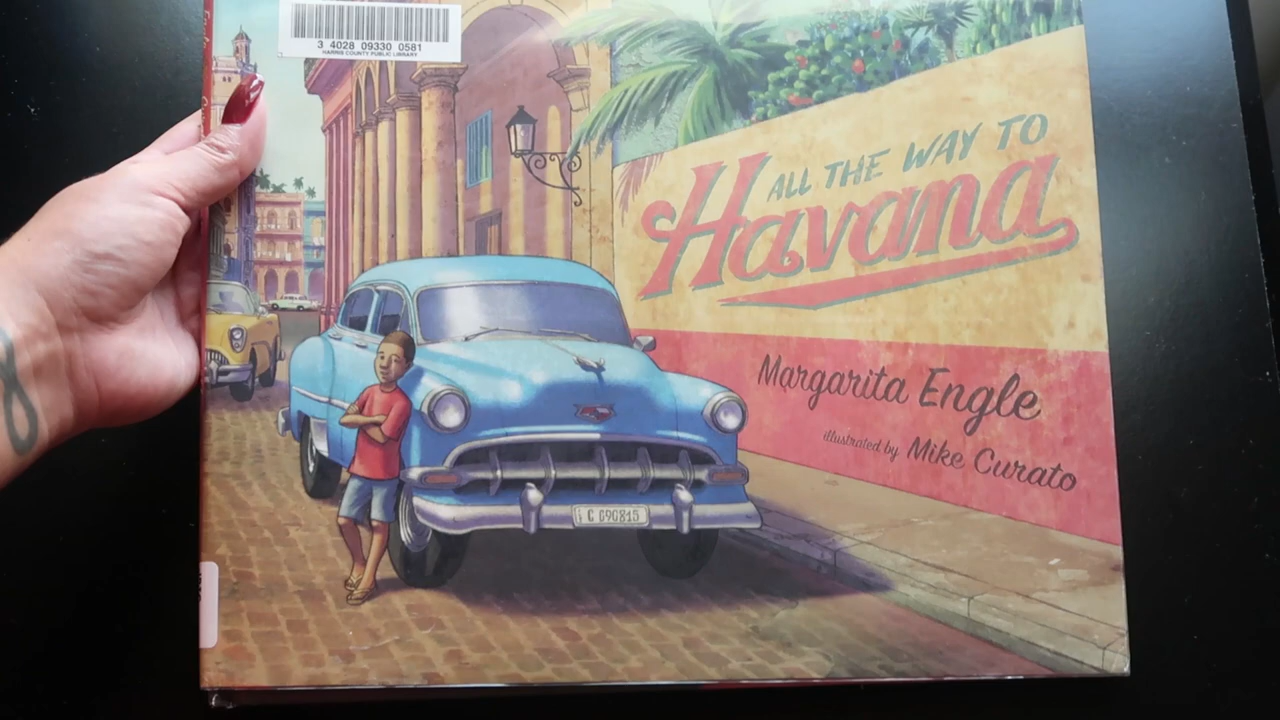 3 4028 09330 0581
HARRIS COUNTY PUBLIC LIBRARY
ALL THE WAY TO
Havana
Margarita Engle
illustrated by Mike Curato
C 090815